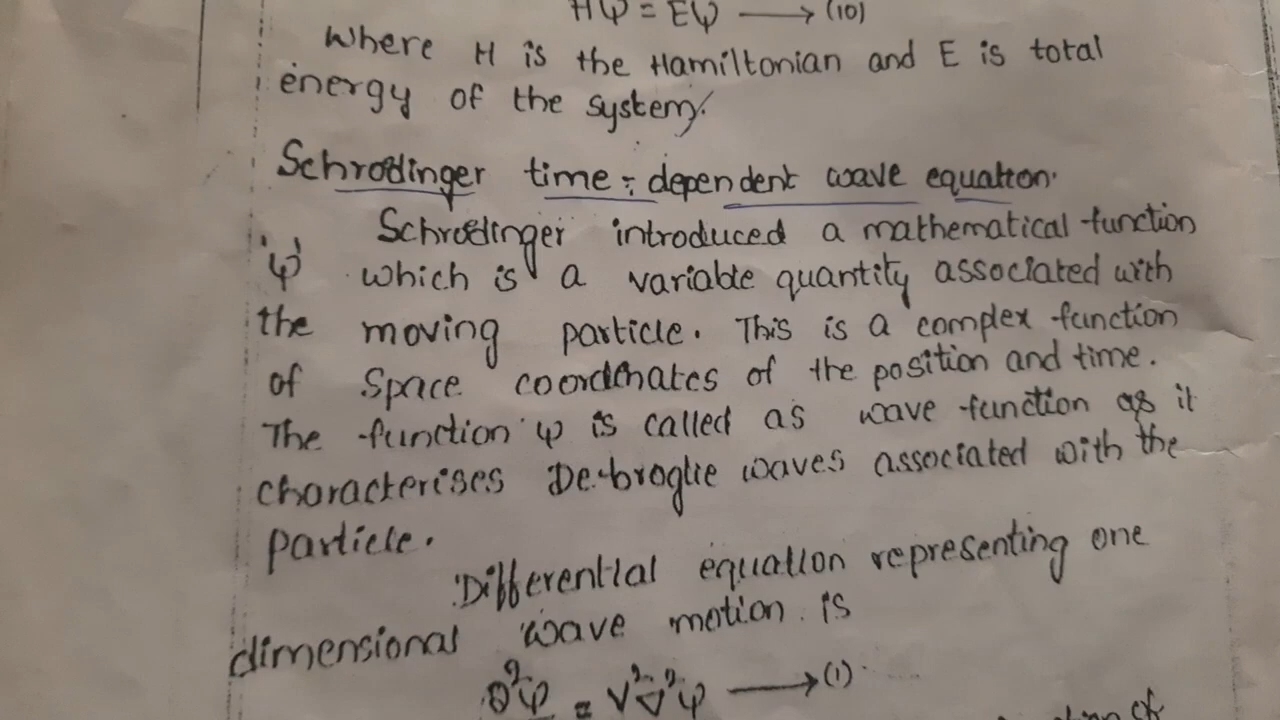 Hψ = Eψ ⟶ (10)
where H is the Hamiltonian and E is total
energy of the system.
Schrodinger time-dependent wave equation.
Schrodinger introduced a mathematical function
'ψ' which is a variable quantity associated with
the moving particle. This is a complex function
of space coordinates of the position and time.
The function ψ is called as wave function as it
characterises De-broglie waves associated with the
particle.
Differential equation representing one
dimensional wave motion is
∂²ψ = v²∇²ψ ⟶ (1)